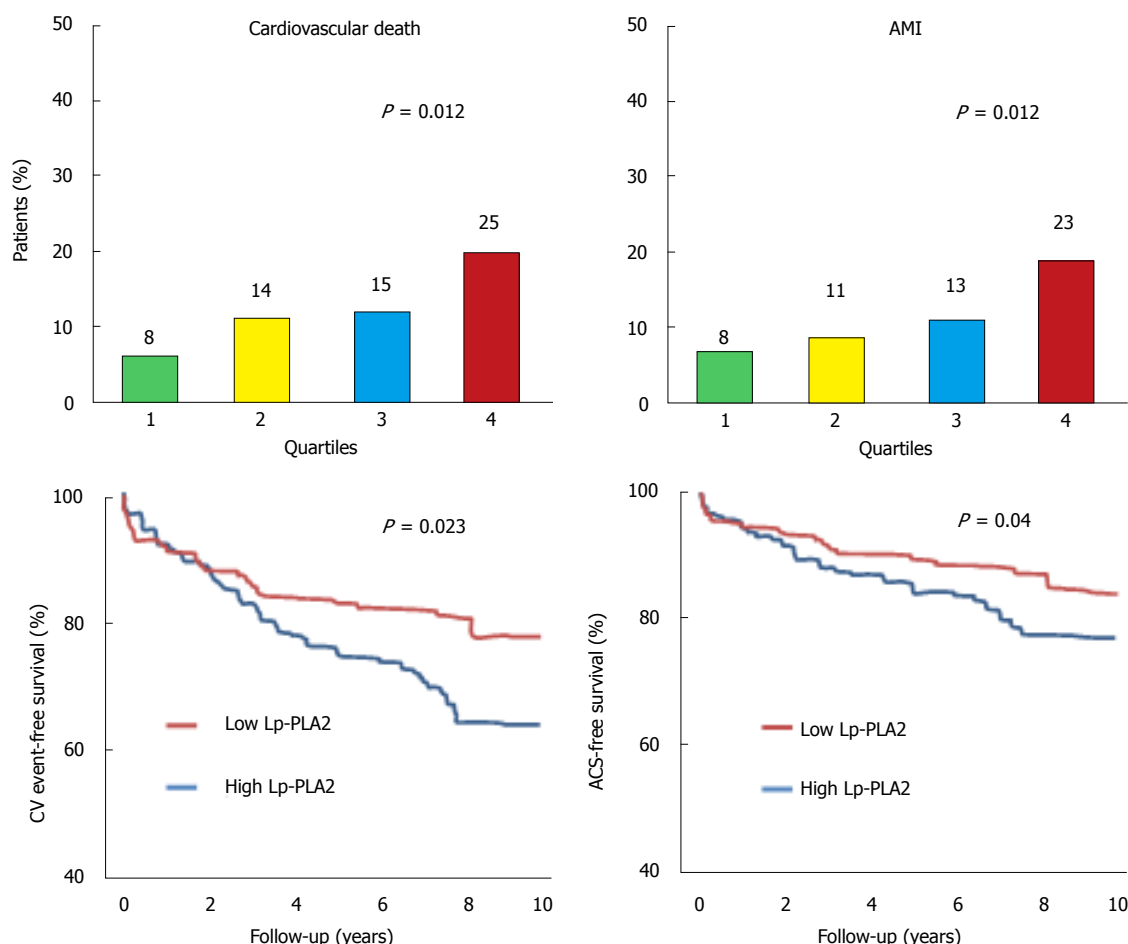 Cardiovascular death
P = 0.012
Patients (%)
50
40
30
20
10
0
8
14
15
25
1 2 3 4
Quartiles
AMI
P = 0.012
50
40
30
20
10
0
8
11
13
23
1 2 3 4
Quartiles
P = 0.023
CV event-free survival (%)
100
80
60
40
Low Lp-PLA2
High Lp-PLA2
0 2 4 6 8 10
Follow-up (years)
P = 0.04
ACS-free survival (%)
100
80
60
40
Low Lp-PLA2
High Lp-PLA2
0 2 4 6 8 10
Follow-up (years)